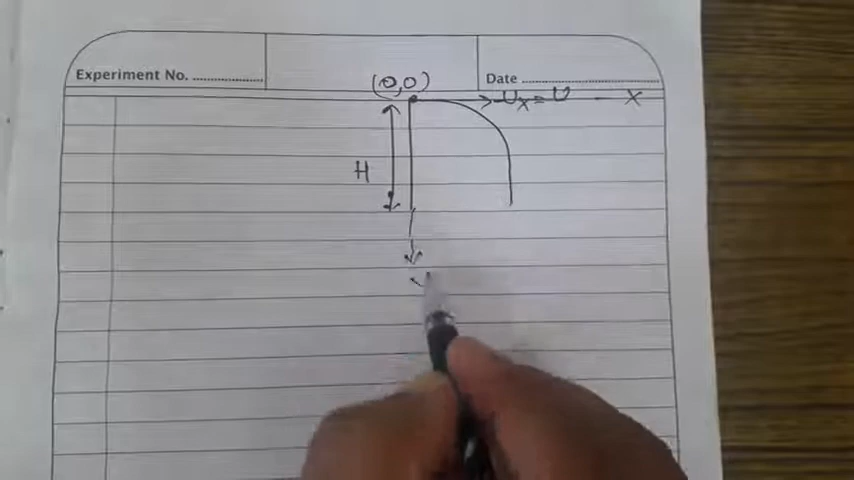 (0,0)
Experiment No. ........................
Date ........................................
Ux = U
X
H